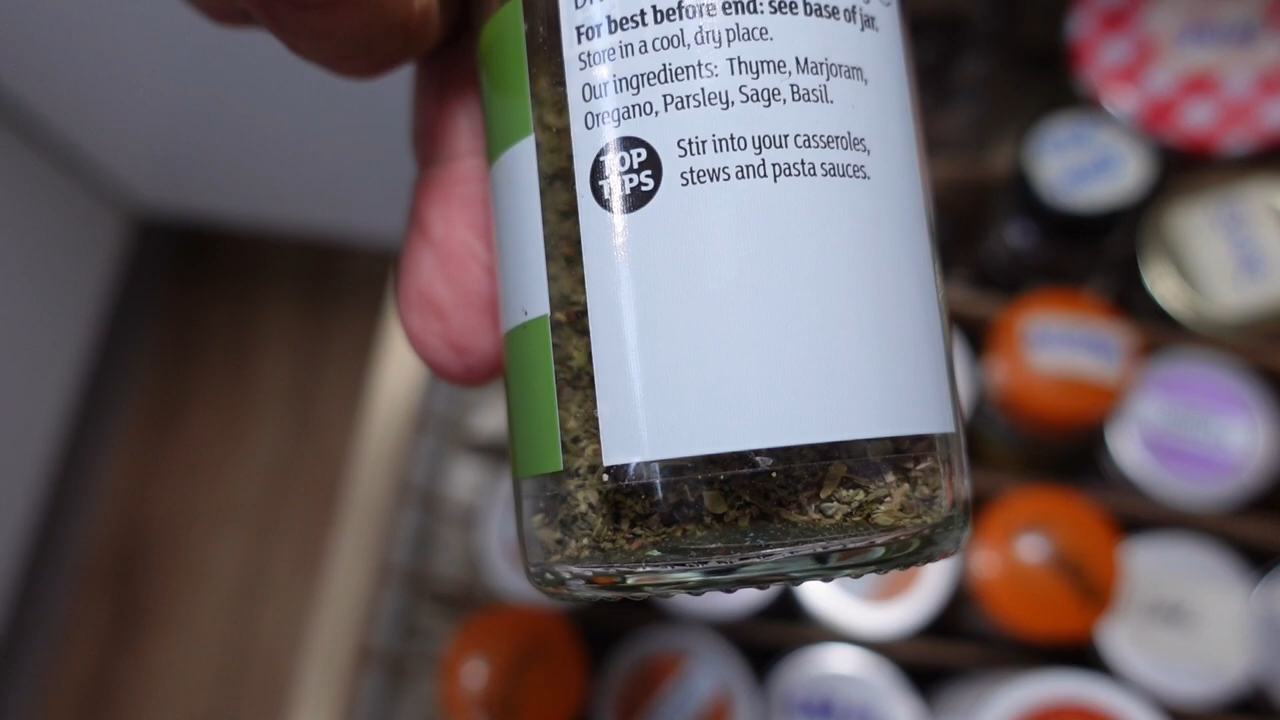 For best before end: see base of jar.
Store in a cool, dry place.
Our ingredients: Thyme, Marjoram,
Oregano, Parsley, Sage, Basil.
TOP
TIPS
Stir into your casseroles,
stews and pasta sauces.